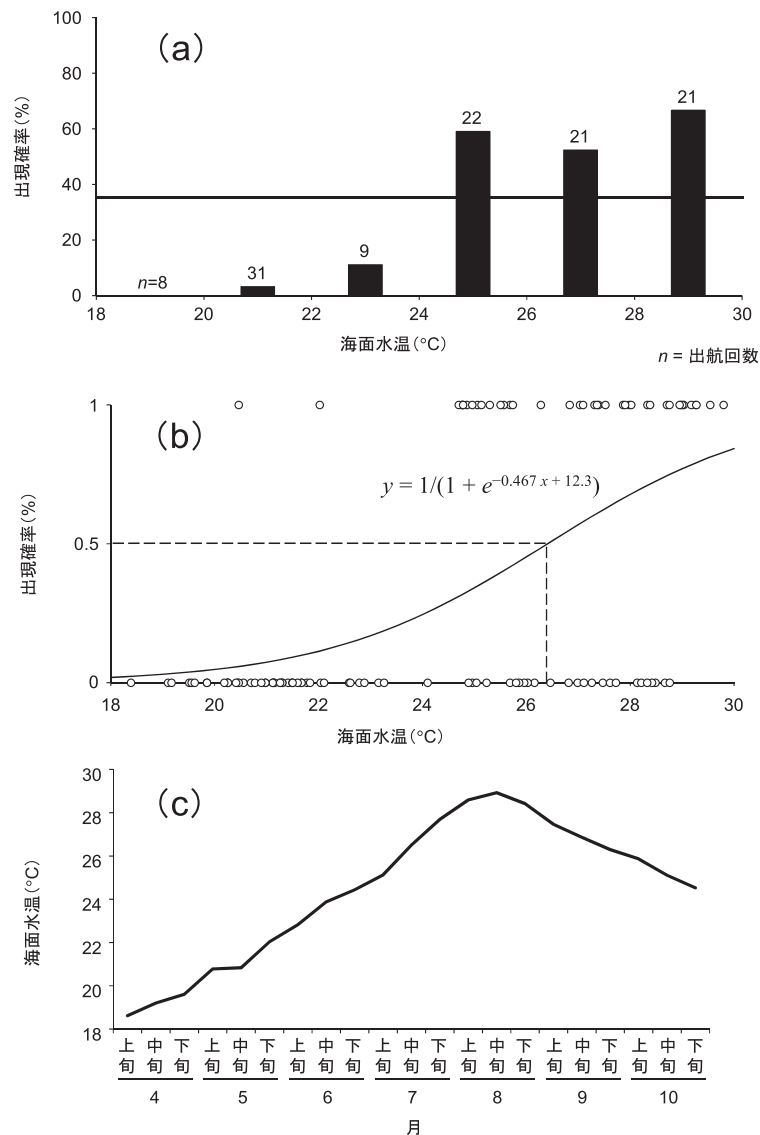 (a)
出現確率(%)
100
80
60
40
20
0
n=8
31
9
22
21
21
18 20 22 24 26 28 30
海面水温(°C)
n = 出航回数
(b)
出現確率(%)
1
0.5
0
y = 1/(1 + e−0.467 x + 12.3)
18 20 22 24 26 28 30
海面水温(°C)
(c)
海面水温(°C)
30
28
26
24
22
20
18
上旬 中旬 下旬 上旬 中旬 下旬 上旬 中旬 下旬 上旬 中旬 下旬 上旬 中旬 下旬 上旬 中旬 下旬 上旬 中旬 下旬
4 5 6 7 8 9 10
月